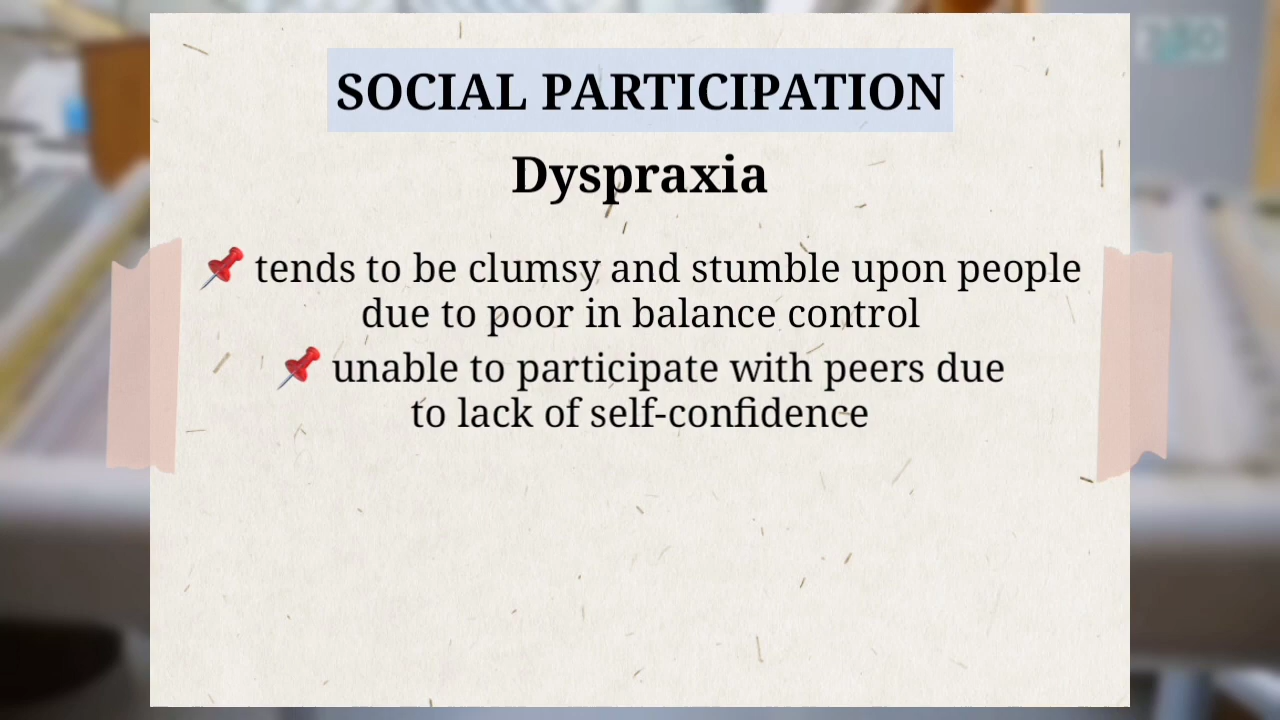 SOCIAL PARTICIPATION
Dyspraxia
📌 tends to be clumsy and stumble upon people
due to poor in balance control
📌 unable to participate with peers due
to lack of self-confidence